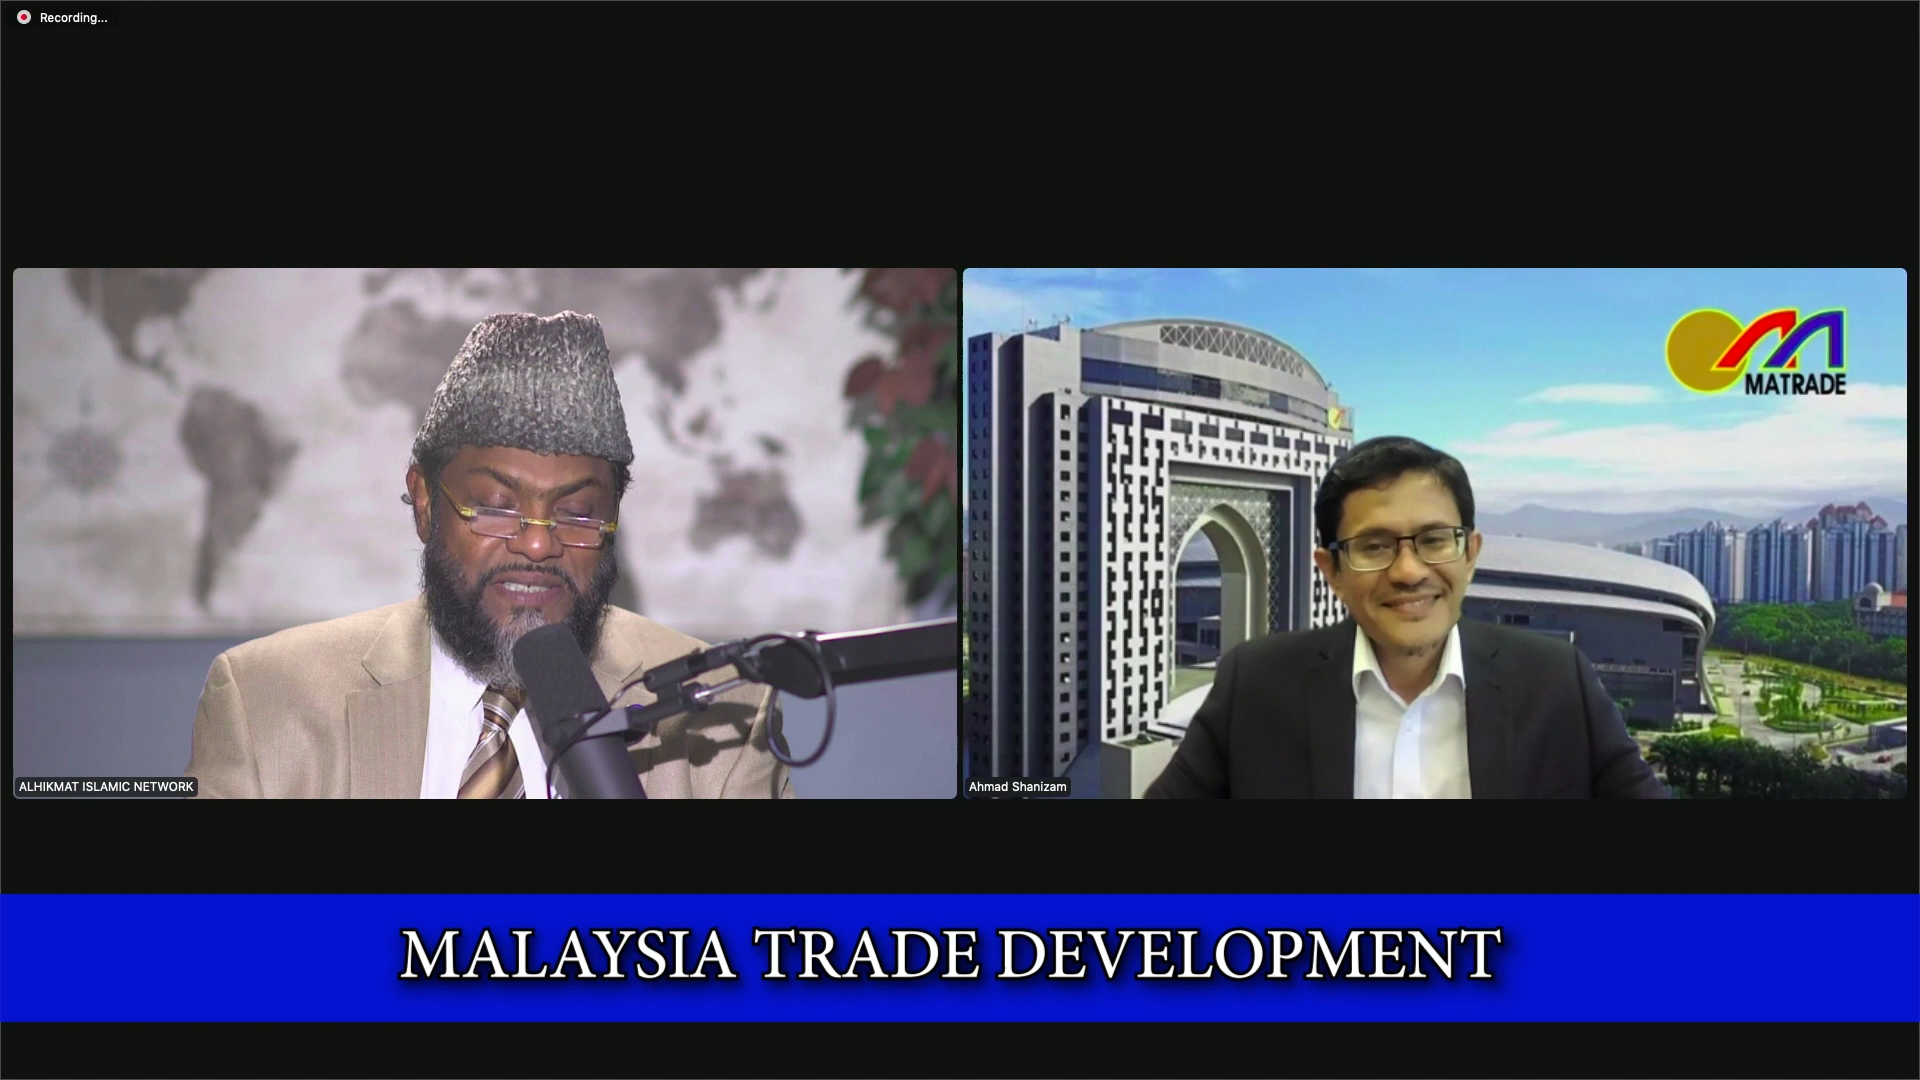 Recording...
MATRADE
ALHIKMAT ISLAMIC NETWORK
Ahmad Shanizam
MALAYSIA TRADE DEVELOPMENT